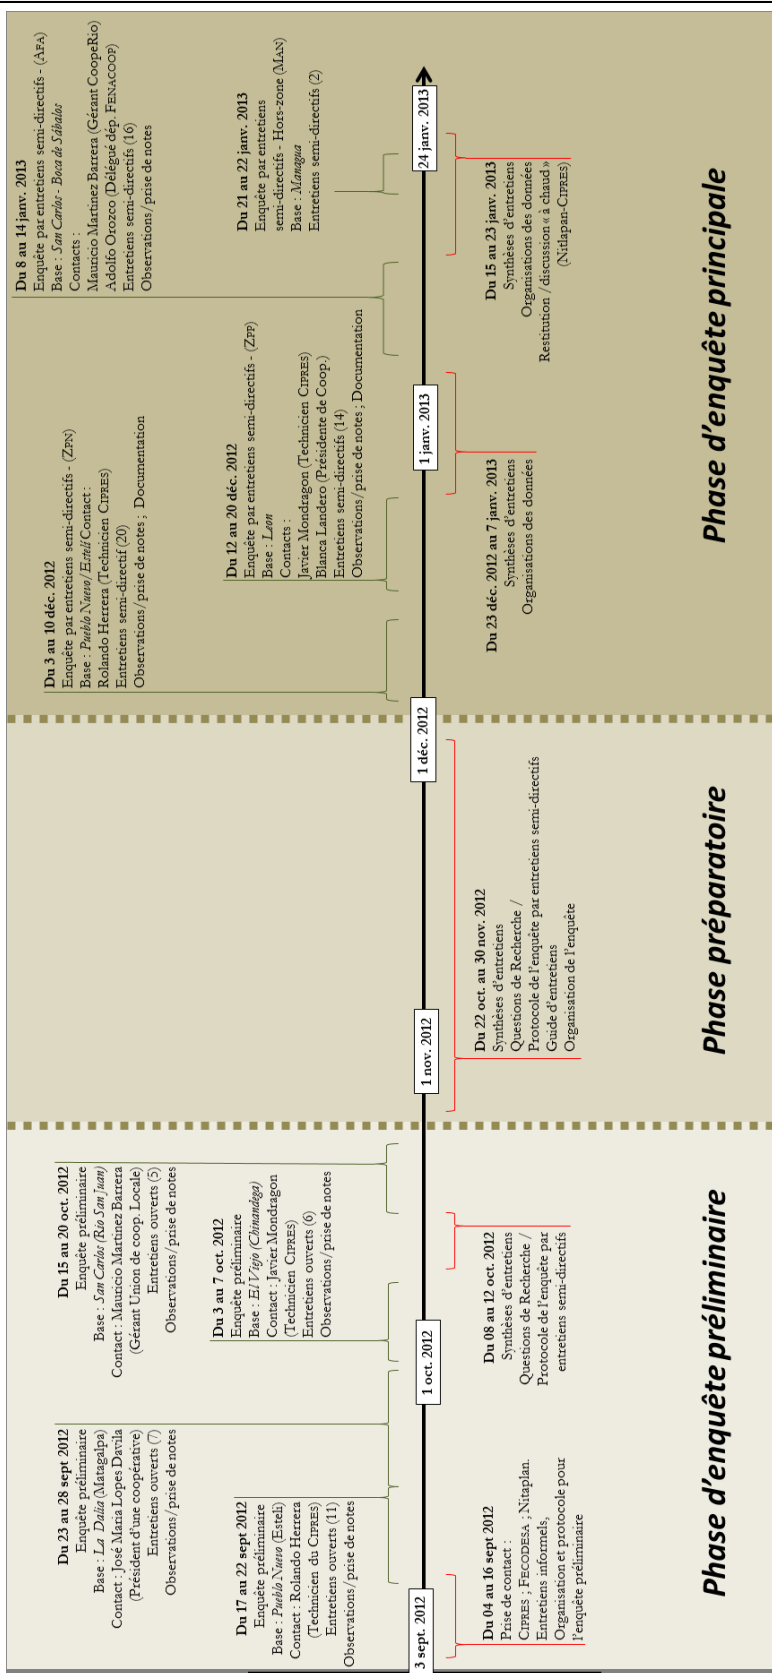 Du 23 au 28 sept 2012
Enquête préliminaire
Base : La Dalia (Matagalpa)
Contact : José Maria Lopes Davila
(Président d'une coopérative)
Entretiens ouverts (7)
Observations/prise de notes
Du 17 au 22 sept 2012
Enquête préliminaire
Base : Pueblo Nuevo (Esteli)
Contact : Rolando Herrera
(Technicien du CIPRES)
Entretiens ouverts (11)
Observations/prise de notes
Du 15 au 20 oct. 2012
Enquête préliminaire
Base : San Carlos (Rio San Juan)
Contact : Mauricio Martinez Barrera
(Gérant Union de coop. Locale)
Entretiens ouverts (5)
Observations/prise de notes
Du 3 au 7 oct. 2012
Enquête préliminaire
Base : El Viejo (Chinandega)
Contact : Javier Mondragon
(Technicien CIPRES)
Entretiens ouverts (6)
Observations/prise de notes
Du 3 au 10 déc. 2012
Enquête par entretiens semi-directifs - (ZPN)
Base : Pueblo Nuevo/Estelí Contact :
Rolando Herrera (Technicien CIPRES)
Entretiens semi-directif (20)
Observations/prise de notes ; Documentation
Du 12 au 20 déc. 2012
Enquête par entretiens semi-directifs - (ZPP)
Base : Leon
Contacts :
Javier Mondragon (Technicien CIPRES)
Blanca Landero (Présidente de Coop.)
Entretiens semi-directifs (14)
Observations/prise de notes ; Documentation
Du 8 au 14 janv. 2013
Enquête par entretiens semi-directifs - (AFA)
Base : San Carlos - Boca de Sábalos
Contacts :
Mauricio Martinez Barrera (Gérant CoopeRio)
Adolfo Orozco (Délégué dép. FENACOOP)
Entretiens semi-directifs (16)
Observations/prise de notes
Du 21 au 22 janv. 2013
Enquête par entretiens
semi-directifs - Hors-zone (MAN)
Base : Managua
Entretiens semi-directifs (2)
3 sept. 2012
1 oct. 2012
1 nov. 2012
1 déc. 2012
1 janv. 2013
24 janv. 2013
Du 04 au 16 sept 2012
Prise de contact :
CIPRES ; FECODESA ; Nitaplan.
Entretiens informels,
Organisation et protocole pour
l'enquête préliminaire
Du 08 au 12 oct. 2012
Synthèses d'entretiens
Questions de Recherche /
Protocole de l'enquête par
entretiens semi-directifs
Du 22 oct. au 30 nov. 2012
Synthèses d'entretiens
Questions de Recherche /
Protocole de l'enquête par entretiens semi-directifs
Guide d'entretiens
Organisation de l'enquête
Du 23 déc. 2012 au 7 janv. 2013
Synthèses d'entretiens
Organisations des données
Du 15 au 23 janv. 2013
Synthèses d'entretiens
Organisations des données
Restitution / discussion « à chaud »
(Nitlapan-CIPRES)
Phase d'enquête préliminaire
Phase préparatoire
Phase d'enquête principale